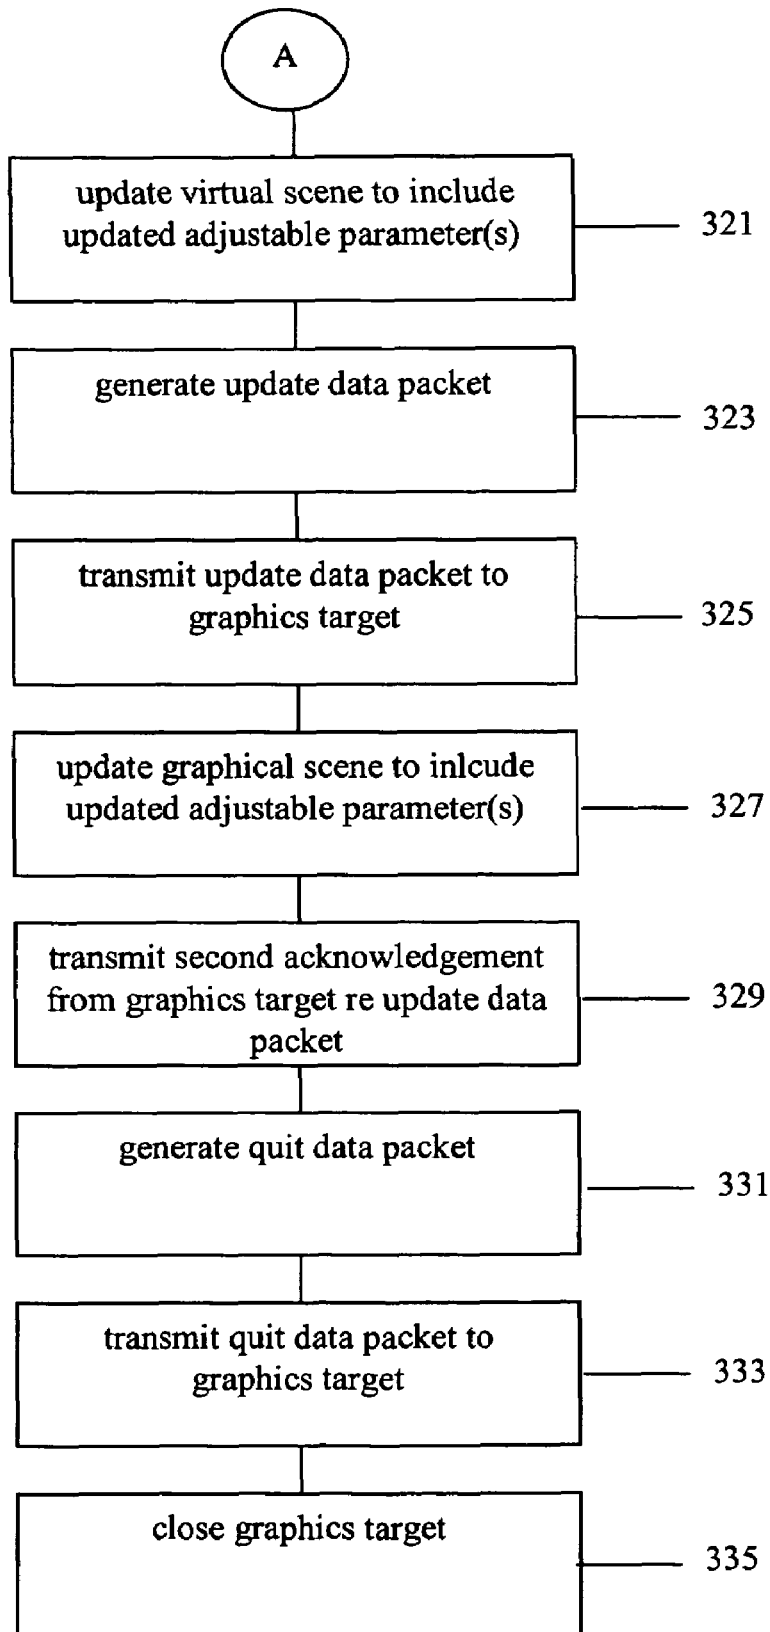 A
update virtual scene to include
updated adjustable parameter(s)
321
generate update data packet
323
transmit update data packet to
graphics target
325
update graphical scene to inlcude
updated adjustable parameter(s)
327
transmit second acknowledgement
from graphics target re update data
packet
329
generate quit data packet
331
transmit quit data packet to
graphics target
333
close graphics target
335